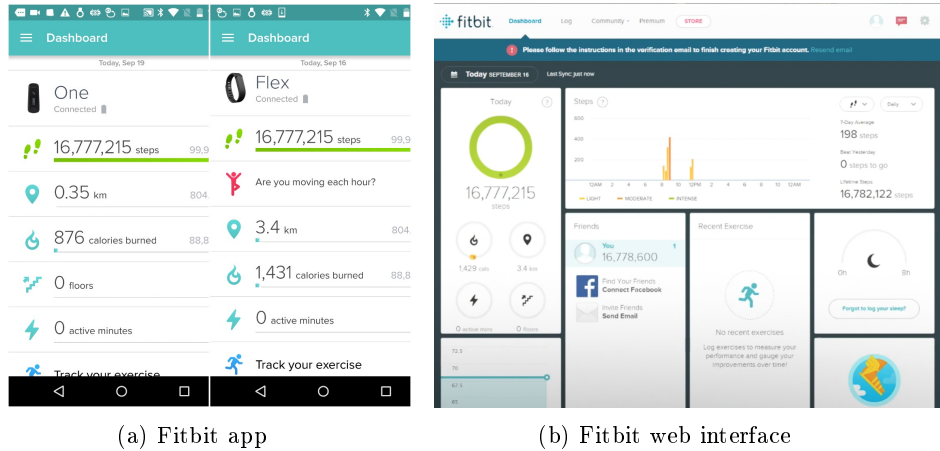 Dashboard
Today, Sep 19
One
Connected
16,777,215 steps 99,9
0.35 km 804.
876 calories burned 88,8
0 floors
0 active minutes
Track your exercise
Dashboard
Today, Sep 16
Flex
Connected
16,777,215 steps 99,9
Are you moving each hour?
3.4 km 804
1,431 calories burned 88,8
0 active minutes
Track your exercise
(a) Fitbit app
fitbit Dashboard Log Community Premium STORE
Please follow the instructions in the verification email to finish creating your Fitbit account. Resend email
Today SEPTEMBER 16 Last Sync: just now
Today ?
16,777,215
steps
1,429 cals 3.4 km
0 active mins 0 floors
72.5
70
67.5
65
Steps ?
Daily
600
400
200
12AM 2 4 6 8 10 12PM 2 4 6 8 10 12AM
LIGHT MODERATE INTENSE
7-Day Average
198 steps
Beat Yesterday
0 steps to go
Lifetime Steps
16,782,122 steps
Friends
You 1
16,778,600
Find Your Friends
Connect Facebook
Invite Friends
Send Email
Recent Exercise
No recent exercises
Log exercises to measure your
performance and gauge your
improvements over time!
0h 8h
Forgot to log your sleep?
(b) Fitbit web interface